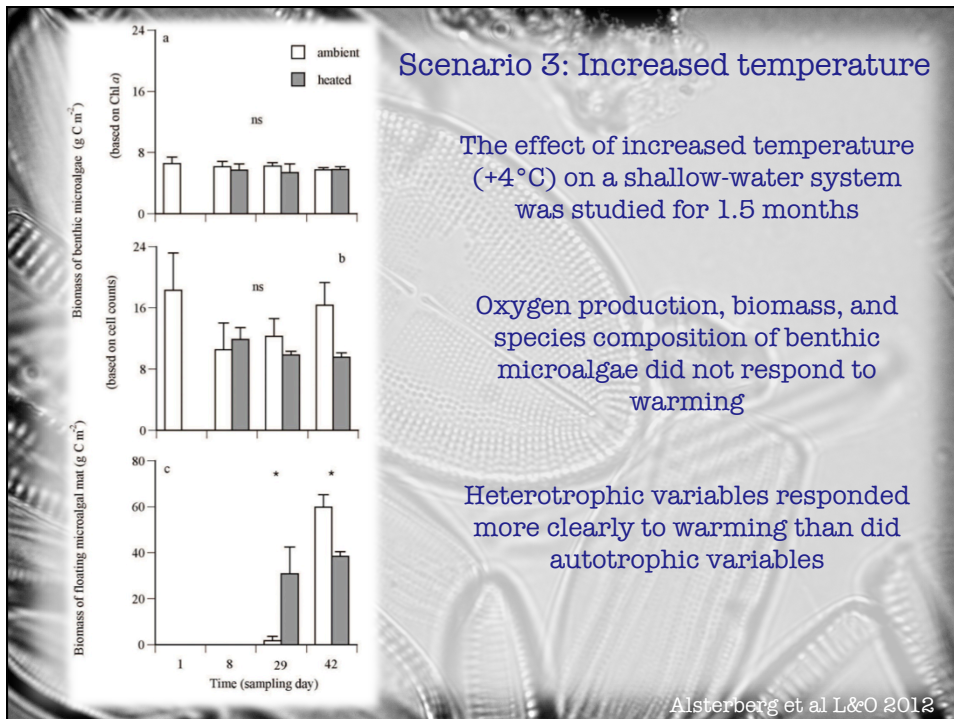 Scenario 3: Increased temperature
The effect of increased temperature
(+4°C) on a shallow-water system
was studied for 1.5 months
Oxygen production, biomass, and
species composition of benthic
microalgae did not respond to
warming
Heterotrophic variables responded
more clearly to warming than did
autotrophic variables
Alsterberg et al L&O 2012
Biomass of benthic microalgae (g C m⁻²)
(based on Chl a)
24
16
8
0
a
ambient
heated
ns
(based on cell counts)
24
16
8
0
b
ns
Biomass of floating microalgal mat (g C m⁻²)
80
60
40
20
0
c
* *
1 8 29 42
Time (sampling day)